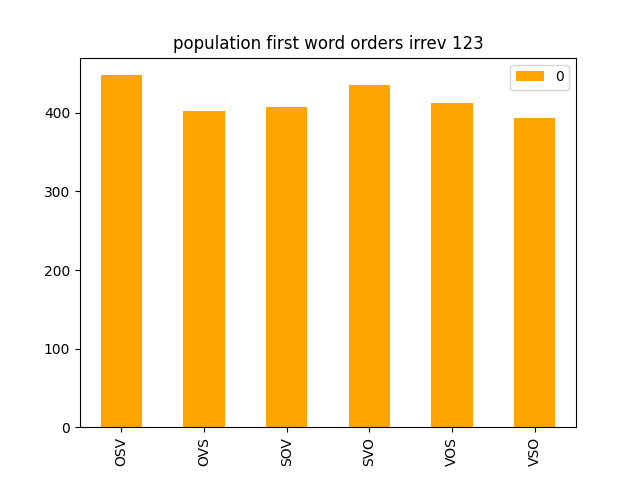 population first word orders irrev 123
0
400
300
200
100
0
OSV
OVS
SOV
SVO
VOS
VSO